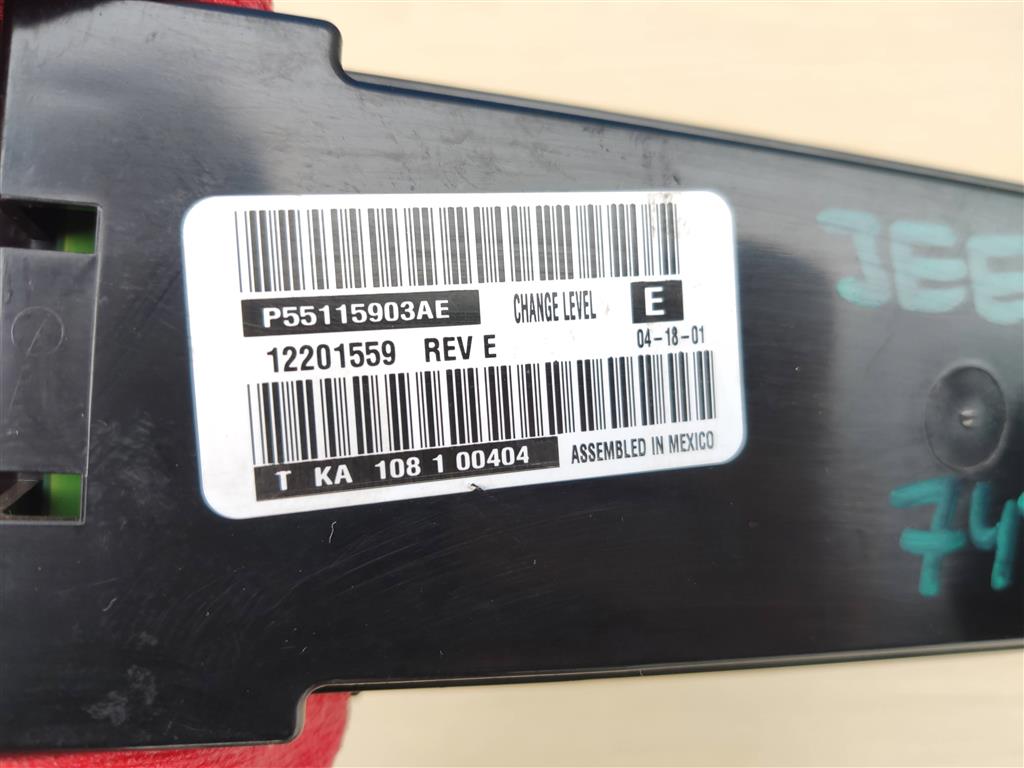 P55115903AE CHANGE LEVEL E
12201559 REV E 04-18-01
T KA 108 1 00404 ASSEMBLED IN MEXICO
JEE